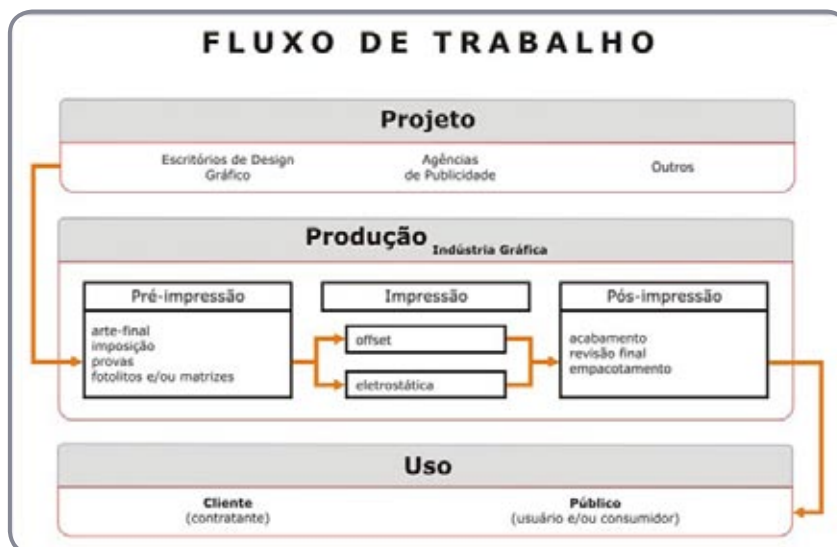 FLUXO DE TRABALHO
Projeto
Escritórios de Design
Gráfico
Agências
de Publicidade
Outros
Produção Indústria Gráfica
Pré-impressão
arte-final
imposição
provas
fotolitos e/ou matrizes
Impressão
offset
eletrostática
Pós-impressão
acabamento
revisão final
empacotamento
Uso
Cliente
(contratante)
Público
(usuário e/ou consumidor)